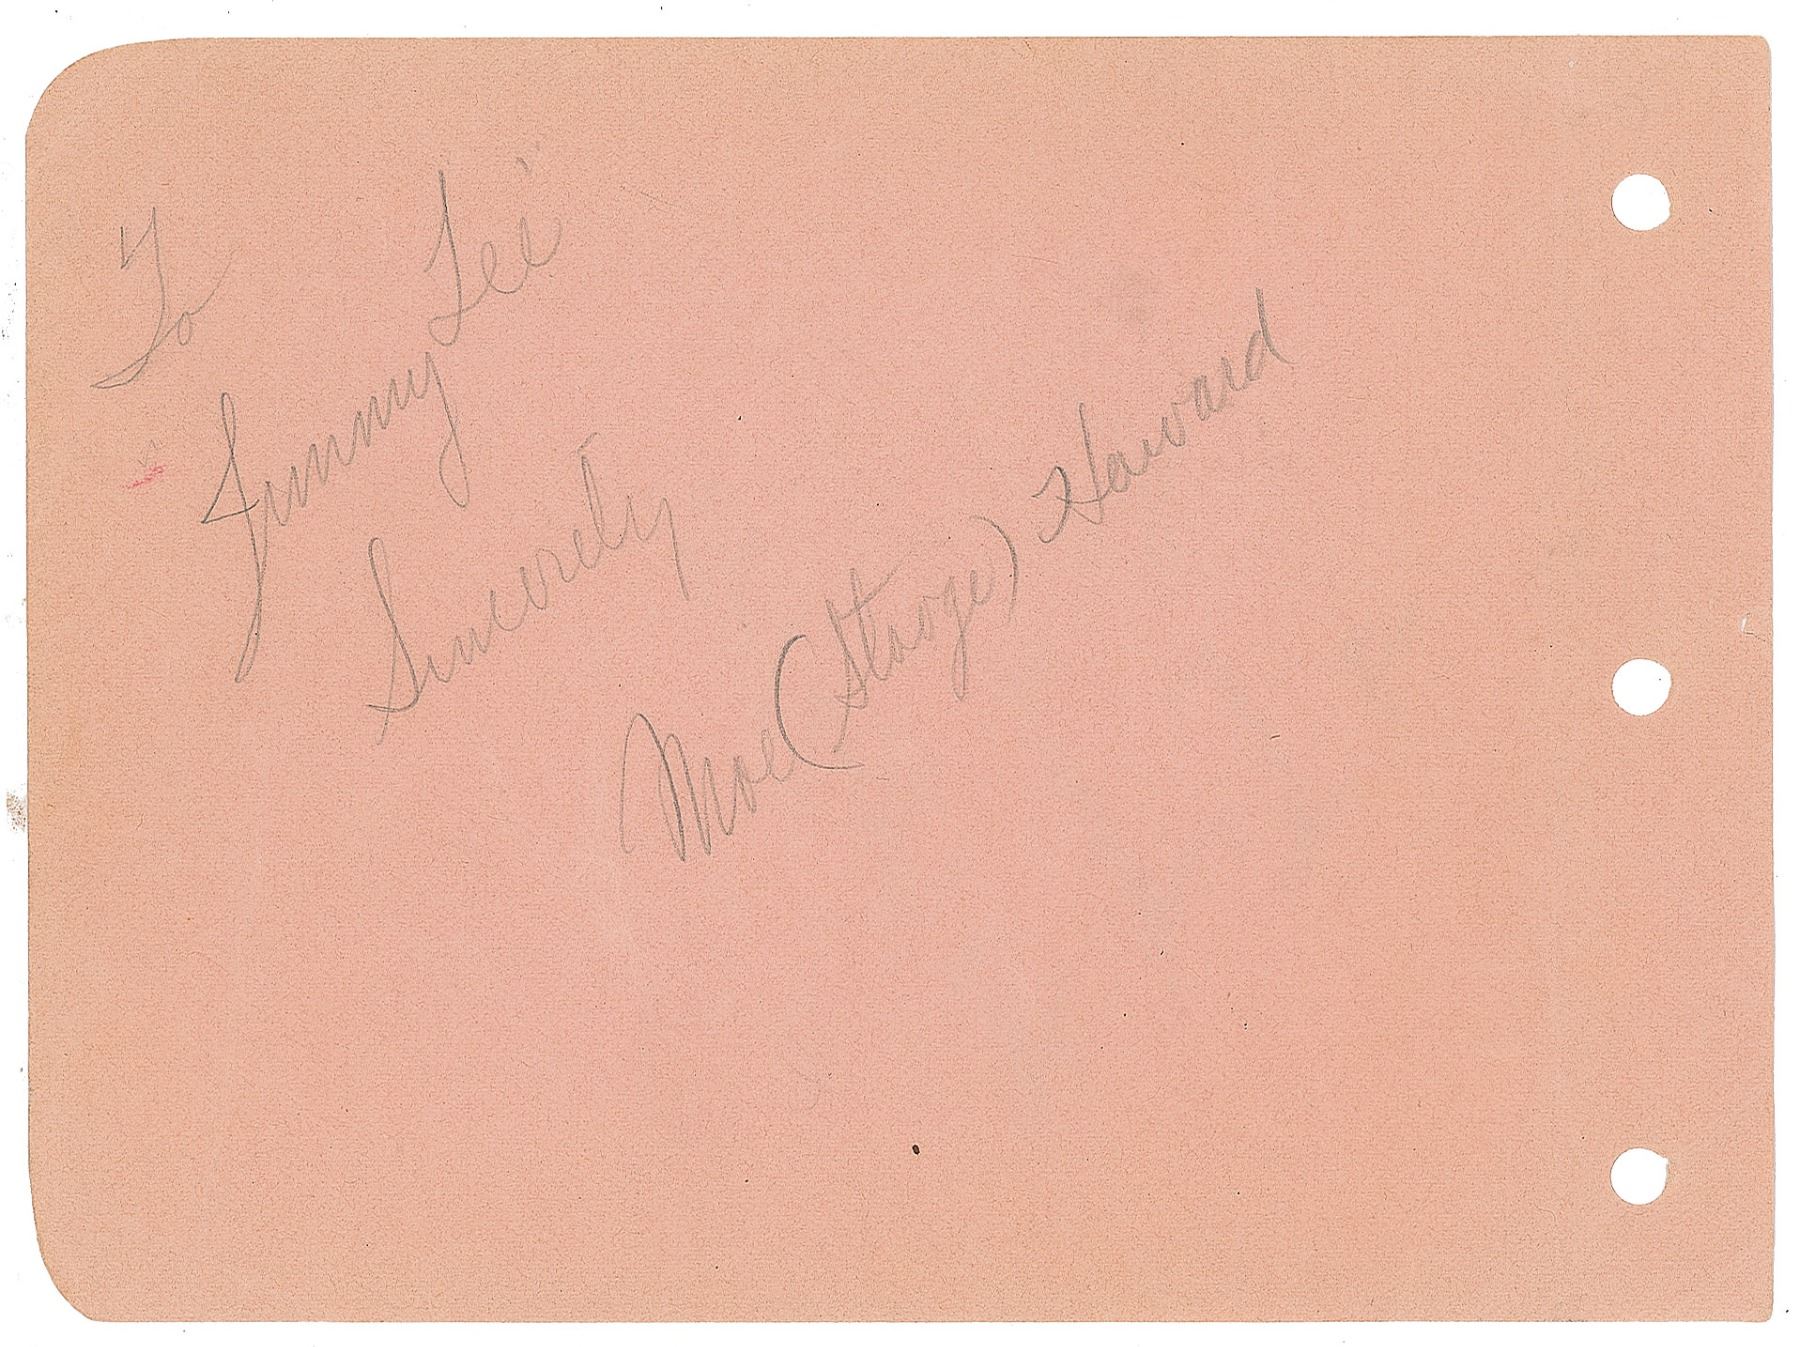 To
Jimmy Lee"
Sincerely
Moe (Stooge) Howard